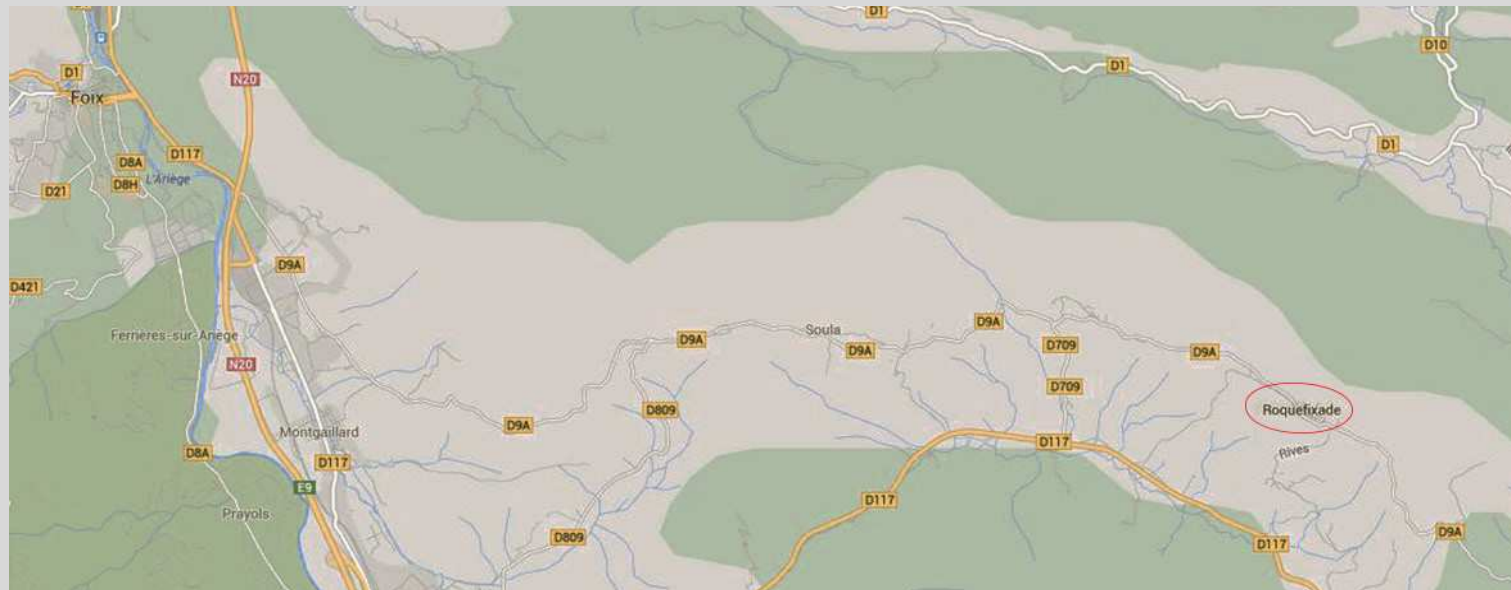 D1
D10
N20
D1
D1
Foix
D117
D8A
D1
L'Ariège
D8H
D21
D9A
D421
Ferrières-sur-Ariège
Soula
D9A
D9A
D9A
D709
D9A
N20
D709
D809
Roquefixade
D9A
Montgaillard
D117
Rives
D8A
D117
E9
D117
Prayols
D809
D9A
D117